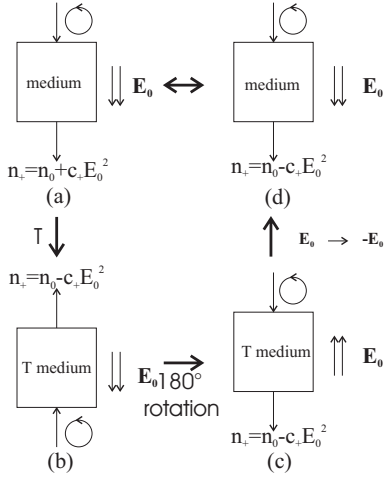 medium
E₀
n₊=n₀+c₊E₀²
(a)
medium
E₀
n₊=n₀-c₊E₀²
(d)
T
E₀ → -E₀
n₊=n₀-c₊E₀²
T medium
E₀
(b)
180°
rotation
T medium
E₀
n₊=n₀-c₊E₀²
(c)